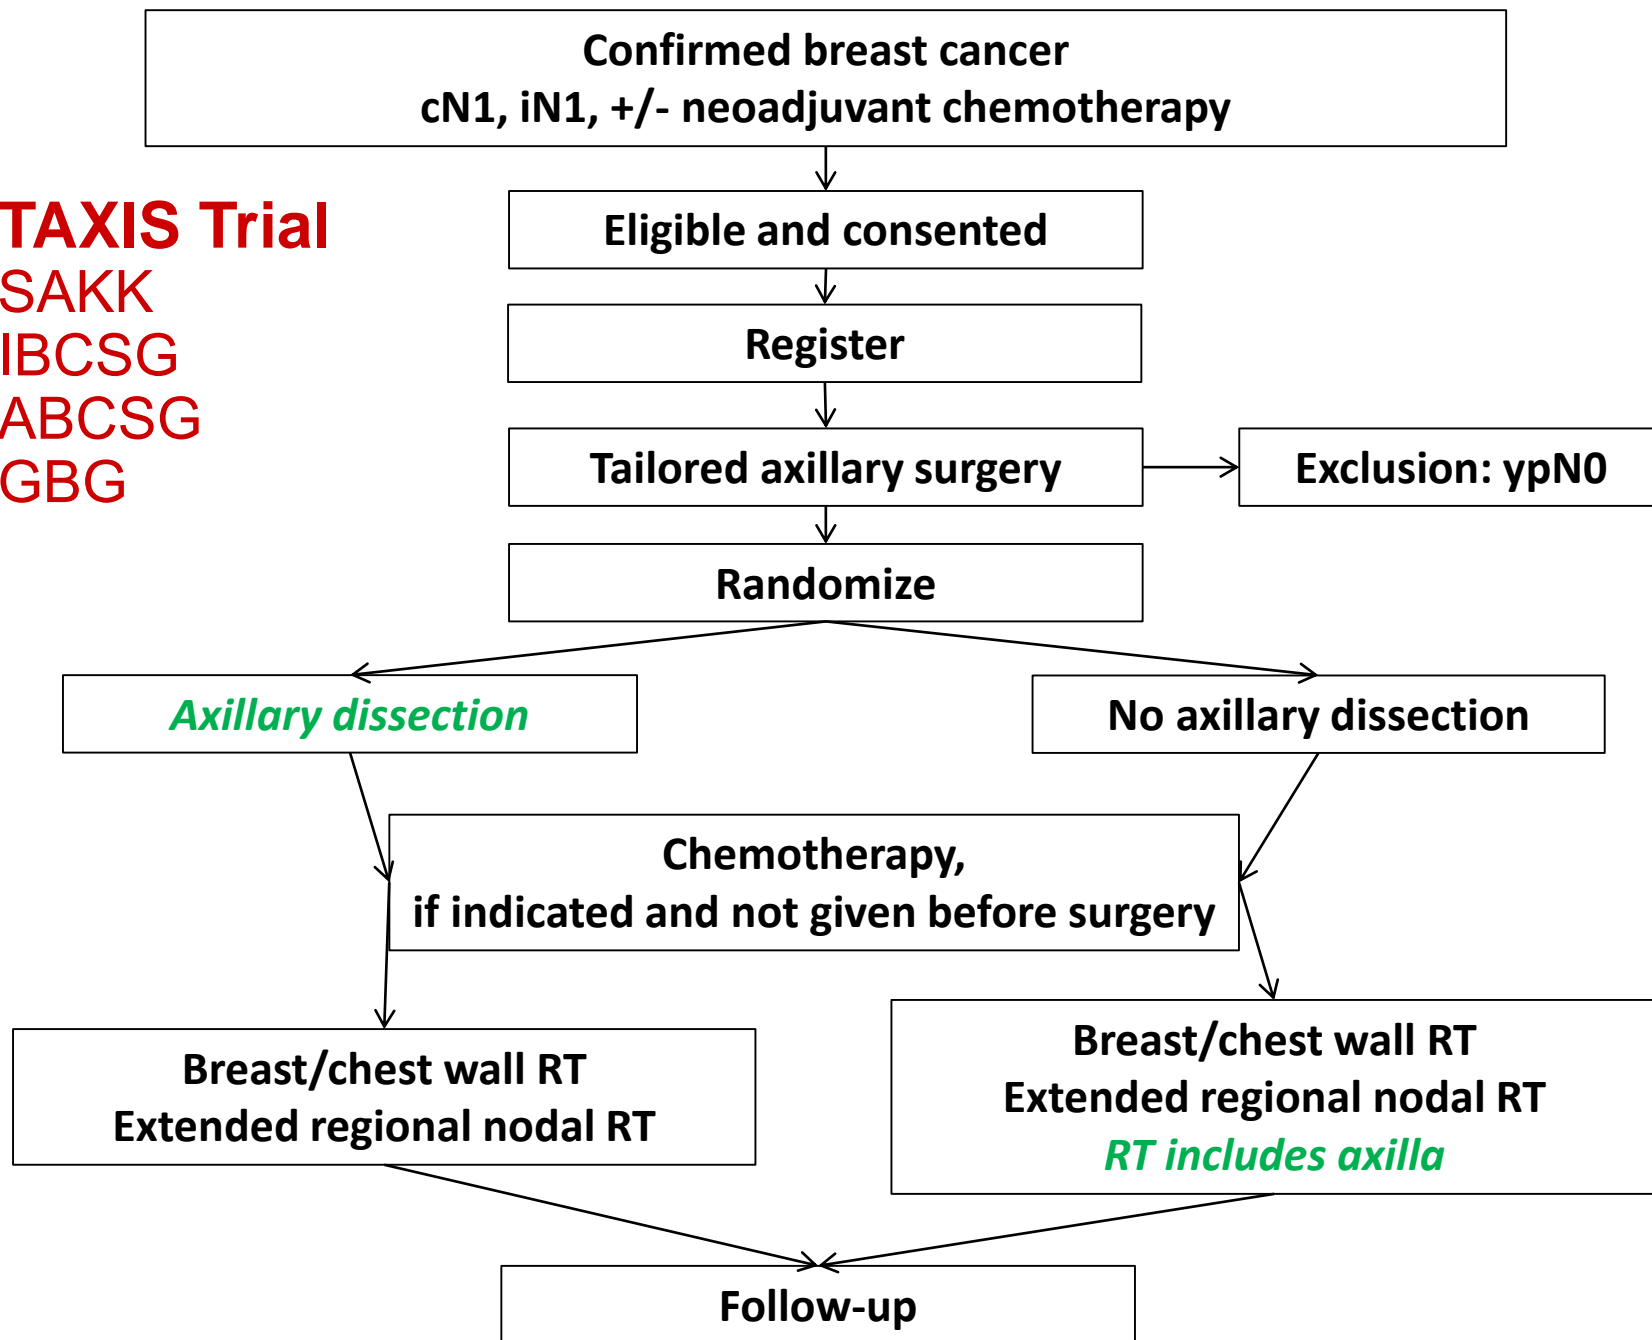 Confirmed breast cancer
cN1, iN1, +/- neoadjuvant chemotherapy
TAXIS Trial
SAKK
IBCSG
ABCSG
GBG
Eligible and consented
Register
Tailored axillary surgery
Exclusion: ypN0
Randomize
Axillary dissection
No axillary dissection
Chemotherapy,
if indicated and not given before surgery
Breast/chest wall RT
Extended regional nodal RT
Breast/chest wall RT
Extended regional nodal RT
RT includes axilla
Follow-up